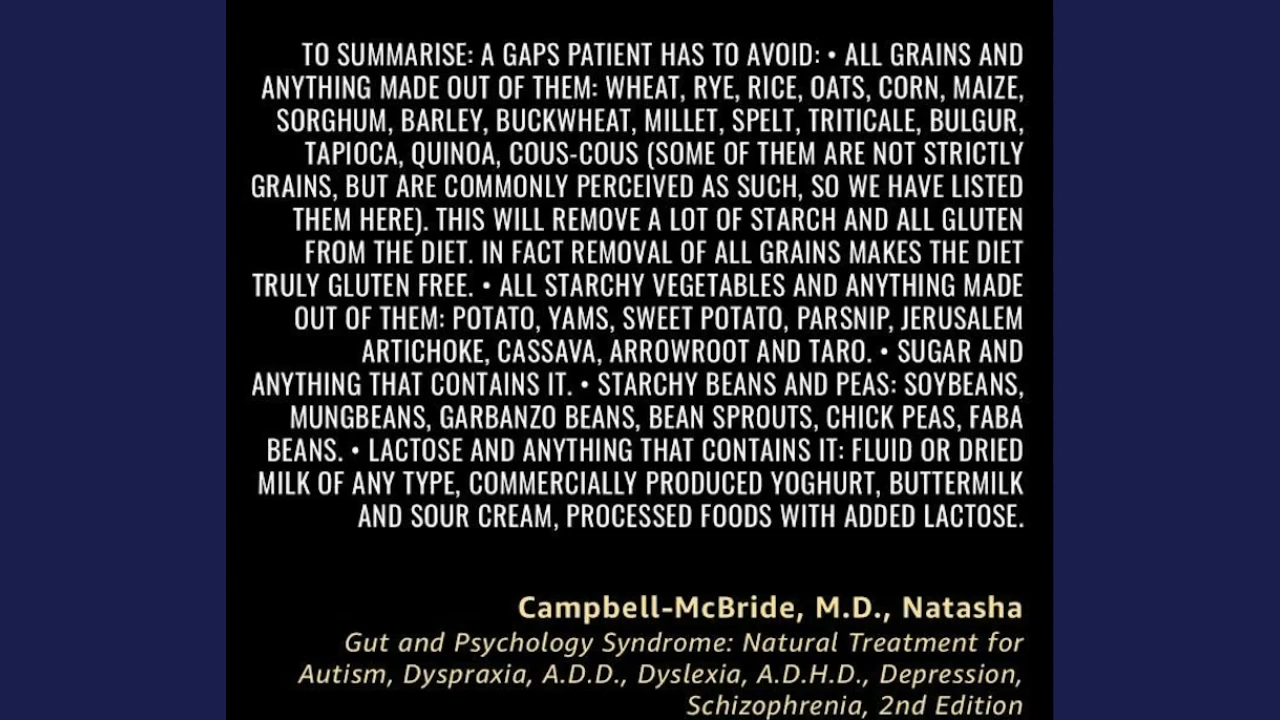 TO SUMMARISE: A GAPS PATIENT HAS TO AVOID: • ALL GRAINS AND
ANYTHING MADE OUT OF THEM: WHEAT, RYE, RICE, OATS, CORN, MAIZE,
SORGHUM, BARLEY, BUCKWHEAT, MILLET, SPELT, TRITICALE, BULGUR,
TAPIOCA, QUINOA, COUS-COUS (SOME OF THEM ARE NOT STRICTLY
GRAINS, BUT ARE COMMONLY PERCEIVED AS SUCH, SO WE HAVE LISTED
THEM HERE). THIS WILL REMOVE A LOT OF STARCH AND ALL GLUTEN
FROM THE DIET. IN FACT REMOVAL OF ALL GRAINS MAKES THE DIET
TRULY GLUTEN FREE. • ALL STARCHY VEGETABLES AND ANYTHING MADE
OUT OF THEM: POTATO, YAMS, SWEET POTATO, PARSNIP, JERUSALEM
ARTICHOKE, CASSAVA, ARROWROOT AND TARO. • SUGAR AND
ANYTHING THAT CONTAINS IT. • STARCHY BEANS AND PEAS: SOYBEANS,
MUNGBEANS, GARBANZO BEANS, BEAN SPROUTS, CHICK PEAS, FABA
BEANS. • LACTOSE AND ANYTHING THAT CONTAINS IT: FLUID OR DRIED
MILK OF ANY TYPE, COMMERCIALLY PRODUCED YOGHURT, BUTTERMILK
AND SOUR CREAM, PROCESSED FOODS WITH ADDED LACTOSE.
Campbell-McBride, M.D., Natasha
Gut and Psychology Syndrome: Natural Treatment for
Autism, Dyspraxia, A.D.D., Dyslexia, A.D.H.D., Depression,
Schizophrenia, 2nd Edition